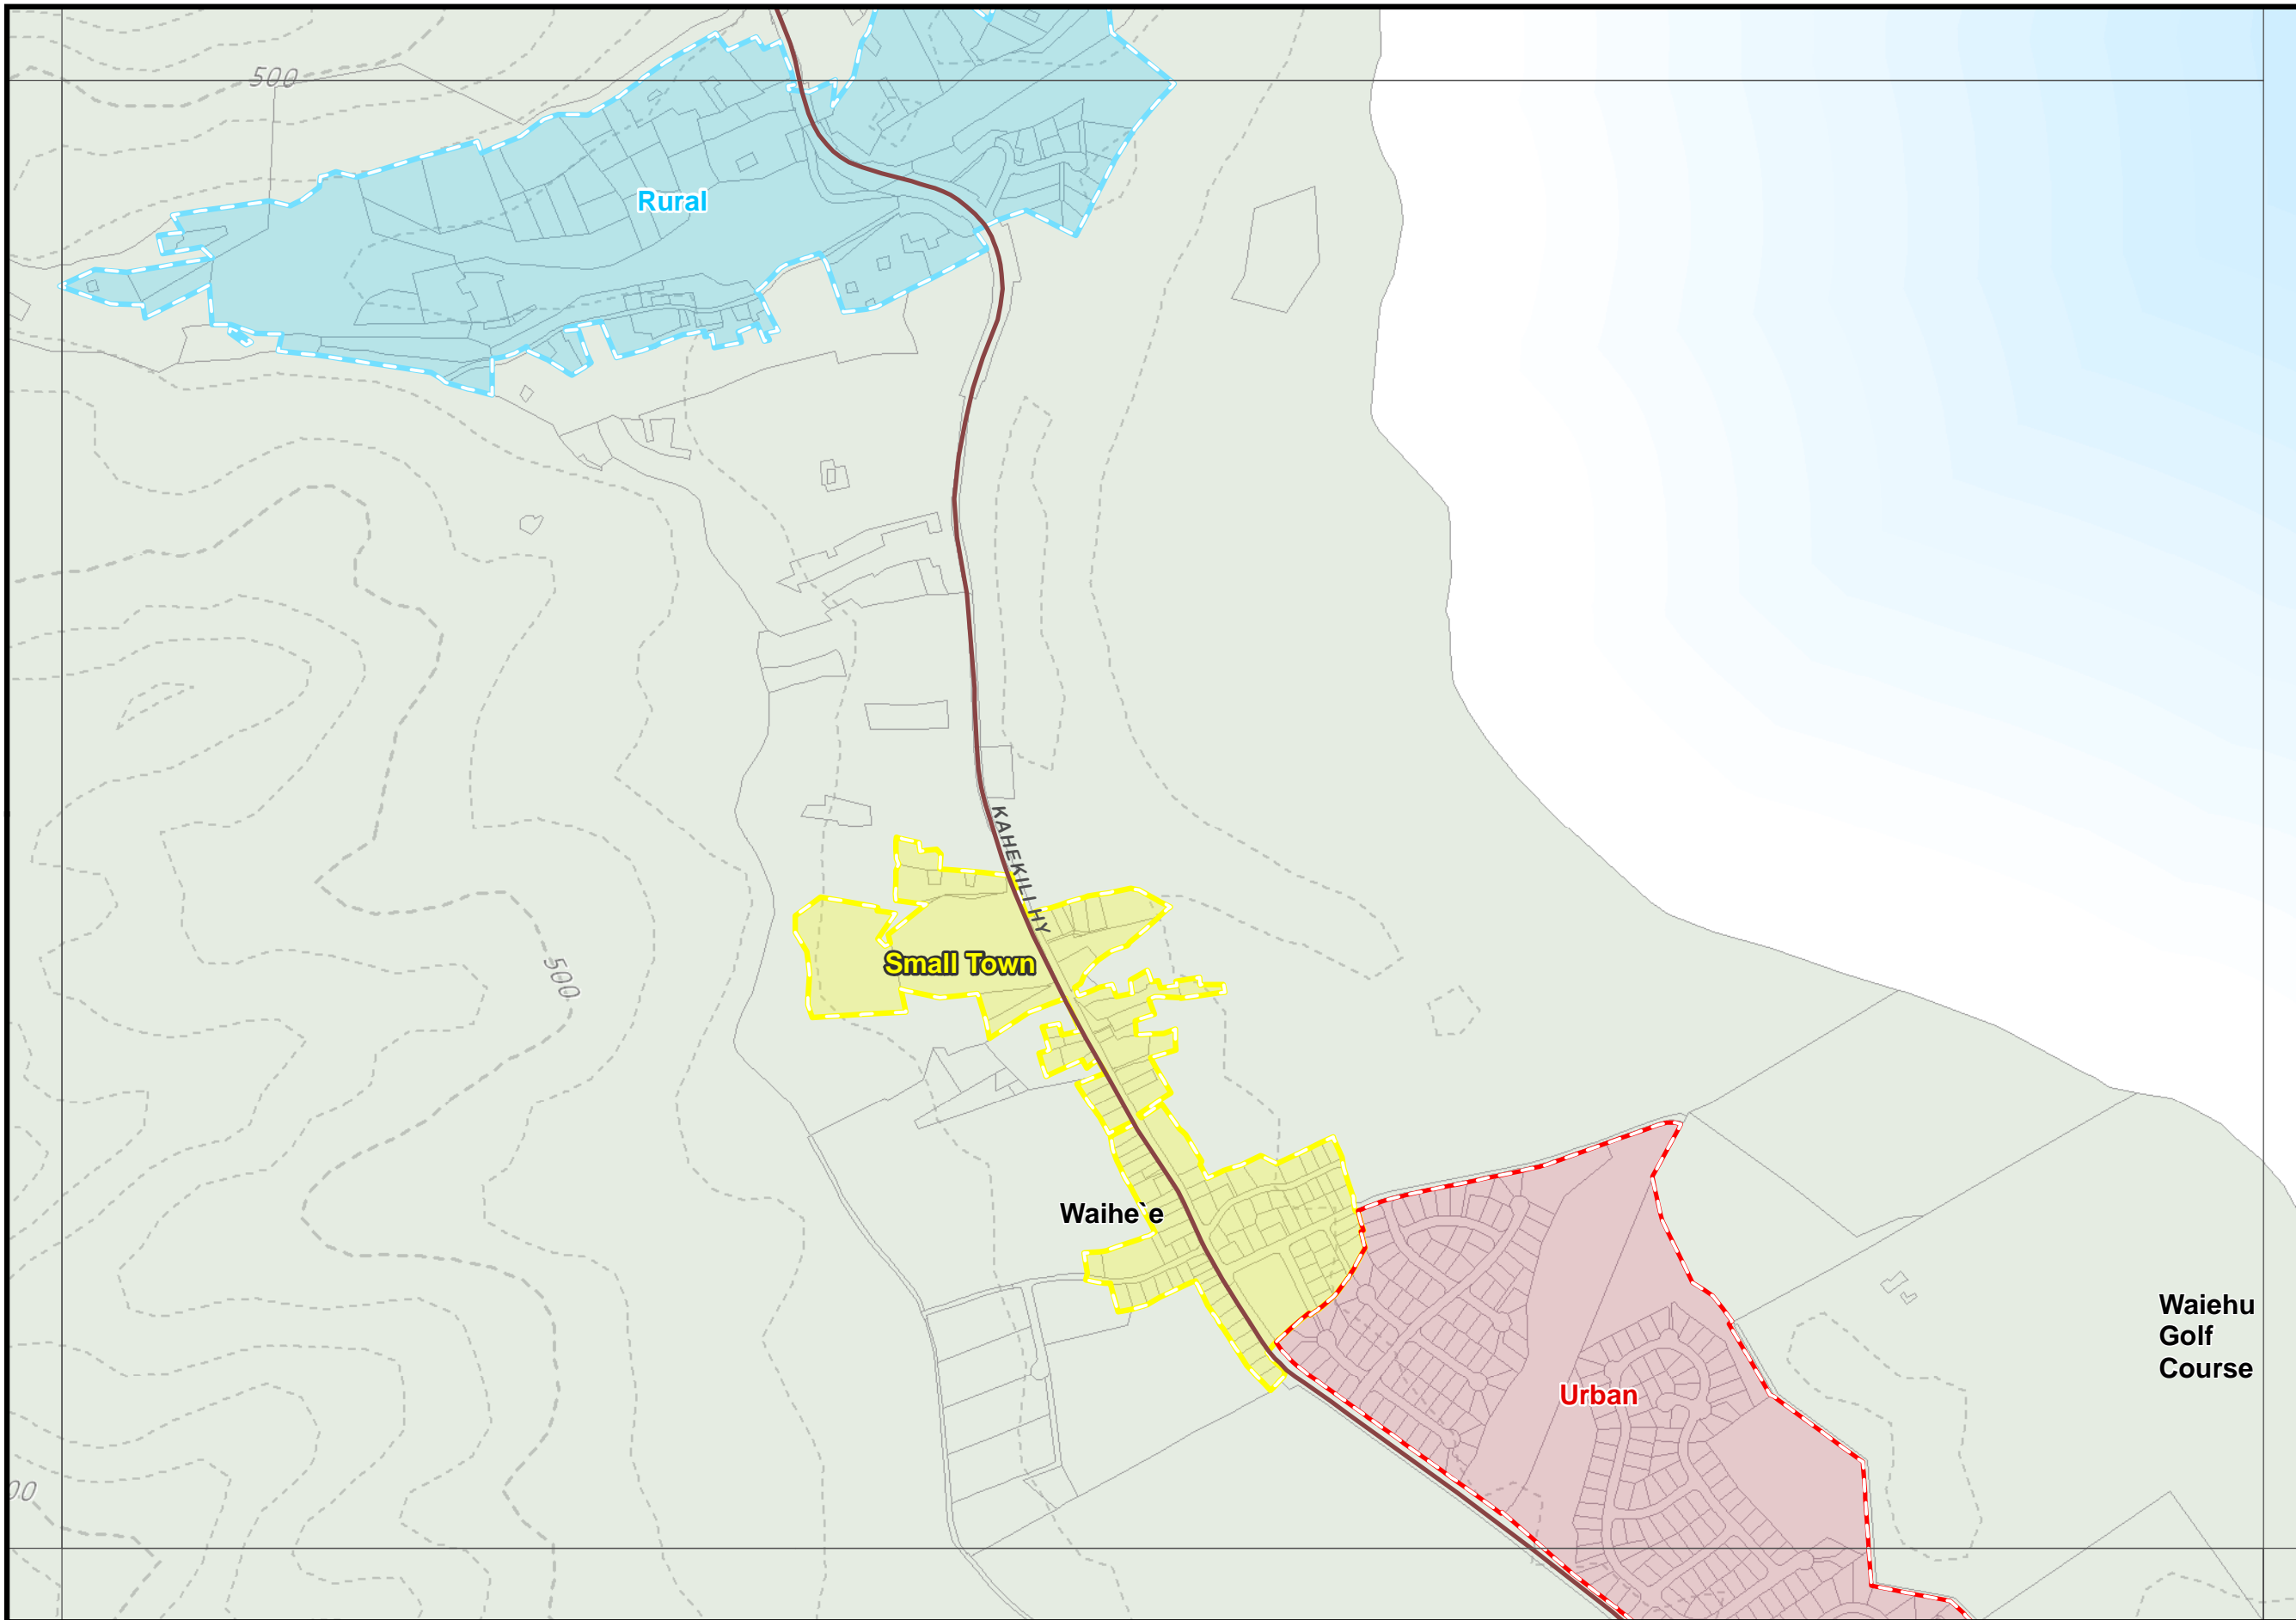 500
Rural
KAHEKILI HY
Small Town
500
Waihe`e
Waiehu
Golf
Course
Urban
00